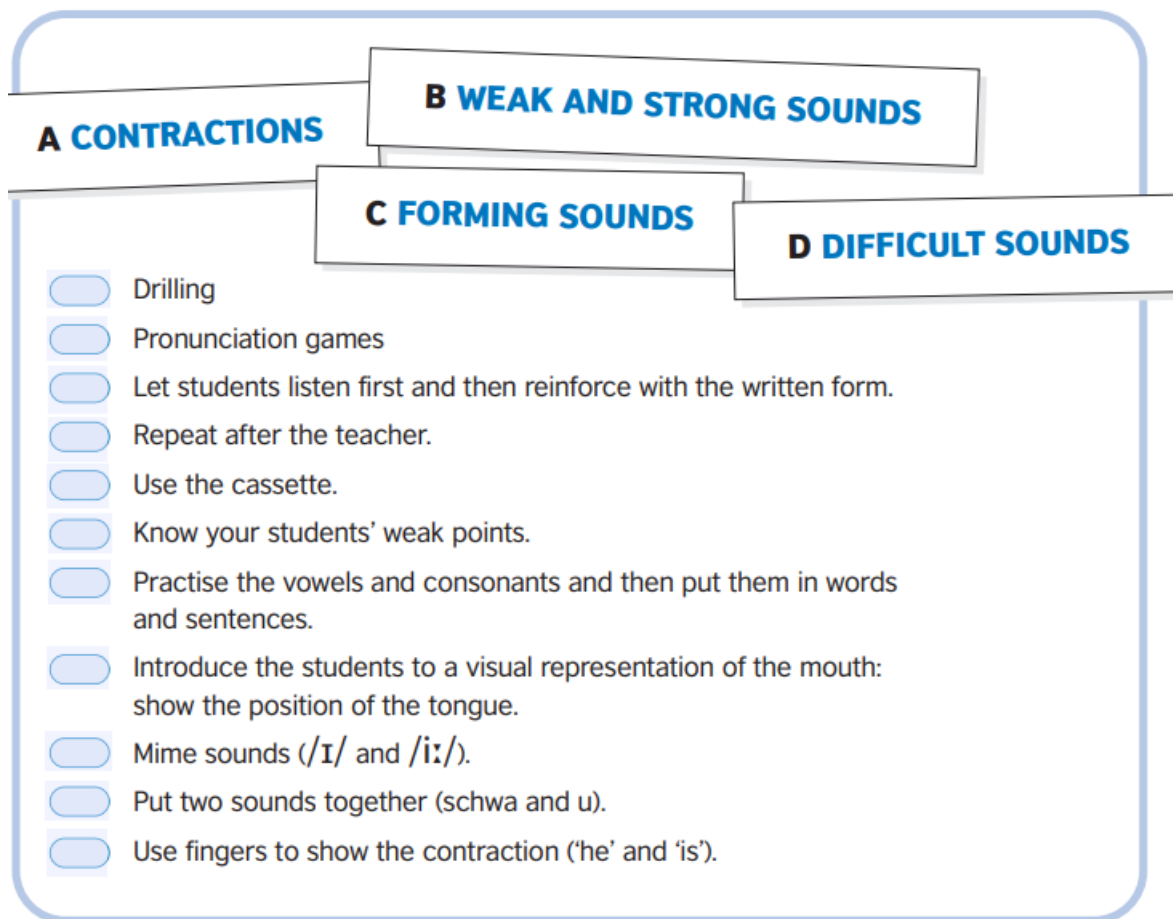 A CONTRACTIONS
B WEAK AND STRONG SOUNDS
C FORMING SOUNDS
D DIFFICULT SOUNDS
Drilling
Pronunciation games
Let students listen first and then reinforce with the written form.
Repeat after the teacher.
Use the cassette.
Know your students’ weak points.
Practise the vowels and consonants and then put them in words
and sentences.
Introduce the students to a visual representation of the mouth:
show the position of the tongue.
Mime sounds (/ɪ/ and /iː/).
Put two sounds together (schwa and u).
Use fingers to show the contraction (‘he’ and ‘is’).